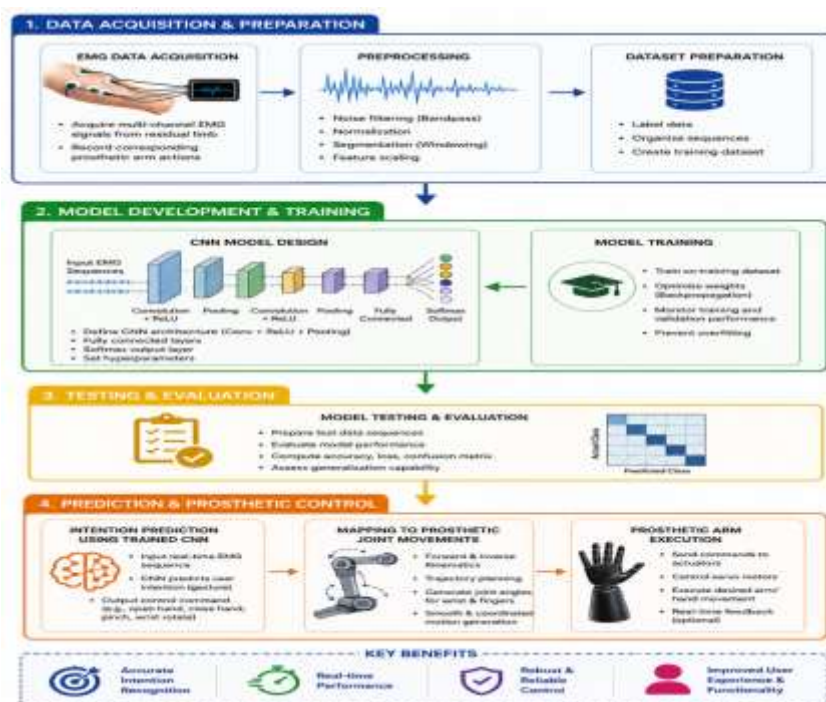 1. DATA ACQUISITION & PREPARATION
EMG DATA ACQUISITION
• Acquire multi-channel EMG
signals from residual limb
• Record corresponding
prosthetic arm actions
PREPROCESSING
• Noise filtering (Bandpass)
• Normalization
• Segmentation (Windowing)
• Feature scaling
DATASET PREPARATION
• Label data
• Organize sequences
• Create training dataset
2. MODEL DEVELOPMENT & TRAINING
CNN MODEL DESIGN
Input EMG
Sequences
Convolution
+ ReLU
Pooling
Convolution
+ ReLU
Pooling
Fully
Connected
Softmax
Output
• Define CNN architecture (Conv + ReLU + Pooling)
• Fully connected layers
• Softmax output layer
• Set hyperparameters
MODEL TRAINING
• Train on training dataset
• Optimize weights
(Backpropagation)
• Monitor training and
validation performance
• Prevent overfitting
3. TESTING & EVALUATION
MODEL TESTING & EVALUATION
• Prepare test data sequences
• Evaluate model performance
• Compute accuracy, loss, confusion matrix
• Assess generalization capability
Actual Class
Predicted Class
4. PREDICTION & PROSTHETIC CONTROL
INTENTION PREDICTION
USING TRAINED CNN
• Input real-time EMG
sequence
• CNN predicts user
intention (gesture)
• Output control command
(e.g., open hand, close hand,
pinch, wrist rotate)
MAPPING TO PROSTHETIC
JOINT MOVEMENTS
• Forward & inverse
kinematics
• Trajectory planning
• Generate joint angles
for wrist & fingers
• Smooth & coordinated
motion generation
PROSTHETIC ARM
EXECUTION
• Send commands to
actuators
• Control servo motors
• Execute desired arm/
hand movement
• Real-time feedback
(optional)
KEY BENEFITS
Accurate
Intention
Recognition
Real-time
Performance
Robust &
Reliable
Control
Improved User
Experience &
Functionality